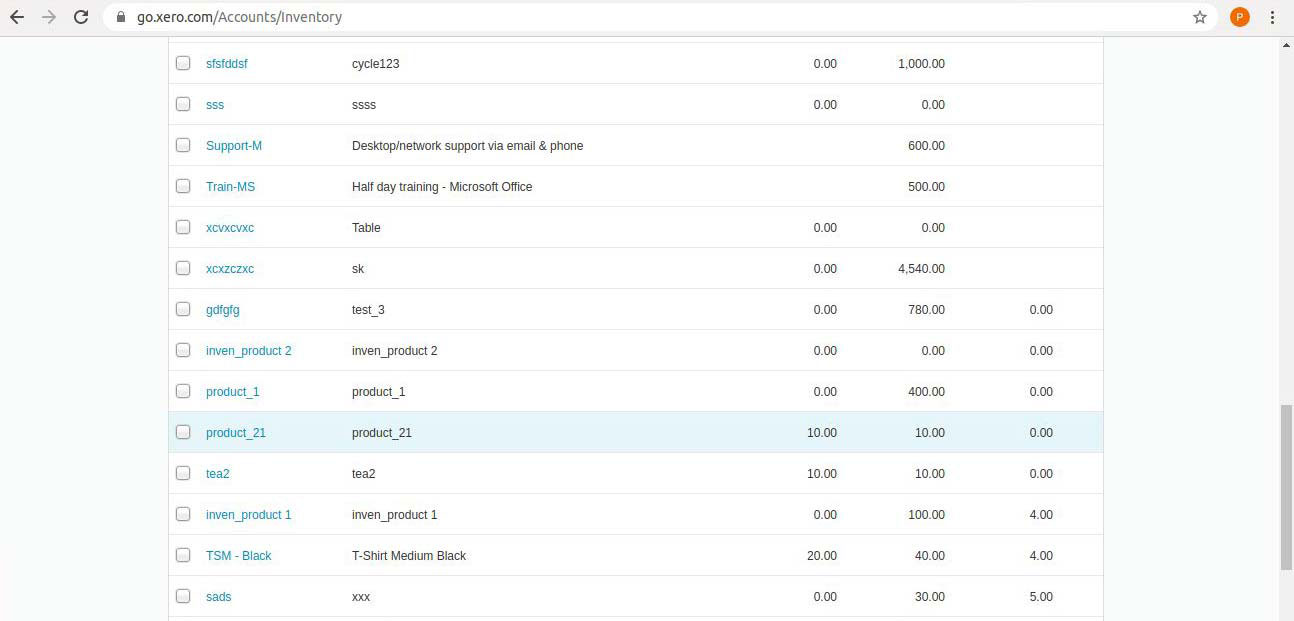 go.xero.com/Accounts/Inventory P
sfsfddsf cycle123 0.00 1,000.00
sss ssss 0.00 0.00
Support-M Desktop/network support via email & phone 600.00
Train-MS Half day training - Microsoft Office 500.00
xcvxcvxc Table 0.00 0.00
xcxzczxc sk 0.00 4,540.00
gdfgfg test_3 0.00 780.00 0.00
inven_product 2 inven_product 2 0.00 0.00 0.00
product_1 product_1 0.00 400.00 0.00
product_21 product_21 10.00 10.00 0.00
tea2 tea2 10.00 10.00 0.00
inven_product 1 inven_product 1 0.00 100.00 4.00
TSM - Black T-Shirt Medium Black 20.00 40.00 4.00
sads xxx 0.00 30.00 5.00